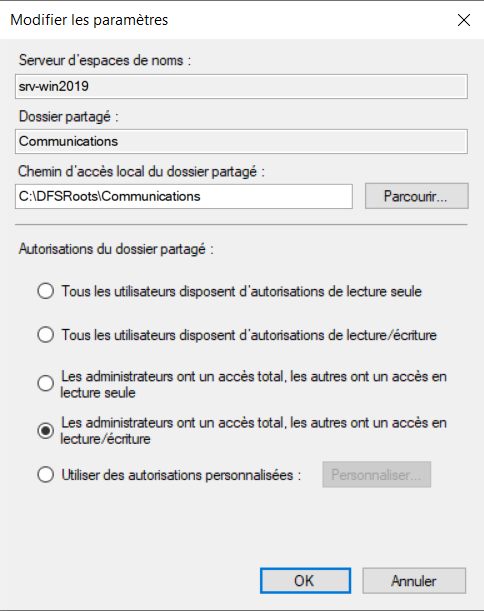 Modifier les paramètres
Serveur d'espaces de noms :
srv-win2019
Dossier partagé :
Communications
Chemin d'accès local du dossier partagé :
C:\DFSRoots\Communications
Parcourir...
Autorisations du dossier partagé :
Tous les utilisateurs disposent d'autorisations de lecture seule
Tous les utilisateurs disposent d'autorisations de lecture/écriture
Les administrateurs ont un accès total, les autres ont un accès en
lecture seule
Les administrateurs ont un accès total, les autres ont un accès en
lecture/écriture
Utiliser des autorisations personnalisées :
Personnaliser...
OK
Annuler